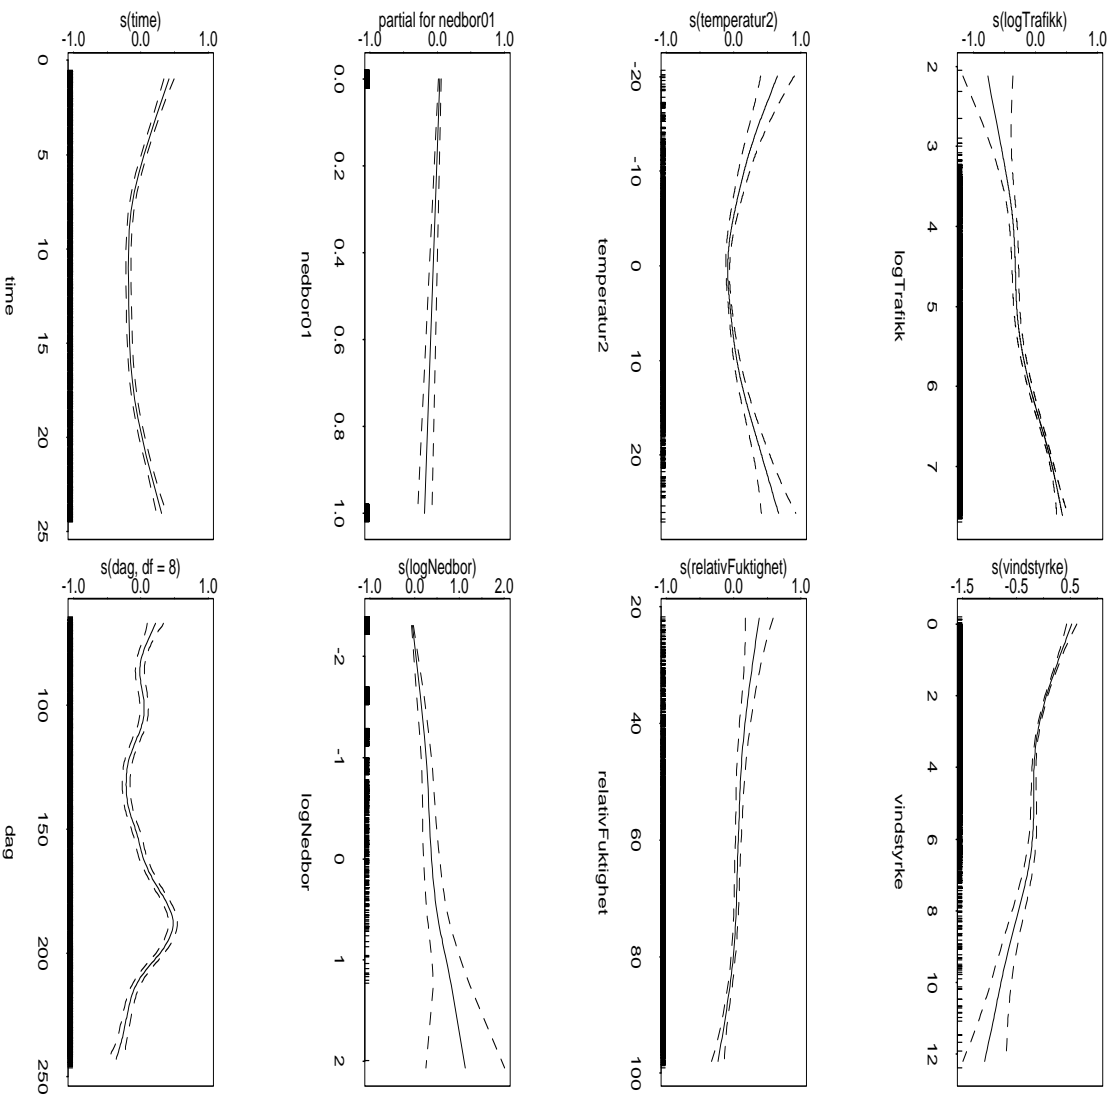 s(time)
-1.0 0.0 1.0
0 5 10 15 20 25
time
partial for nedbor01
-1.0 0.0 1.0
0.0 0.2 0.4 0.6 0.8 1.0
nedbor01
s(temperatur2)
-1.0 0.0 1.0
-20 -10 0 10 20
temperatur2
s(logTrafikk)
-1.0 0.0 1.0
2 3 4 5 6 7
logTrafikk
s(dag, df = 8)
-1.0 0.0 1.0
100 150 200 250
dag
s(logNedbor)
-1.0 0.0 1.0 2.0
-2 -1 0 1 2
logNedbor
s(relativFuktighet)
-1.0 0.0 1.0
20 40 60 80 100
relativFuktighet
s(vindstyrke)
-1.5 -0.5 0.5
0 2 4 6 8 10 12
vindstyrke